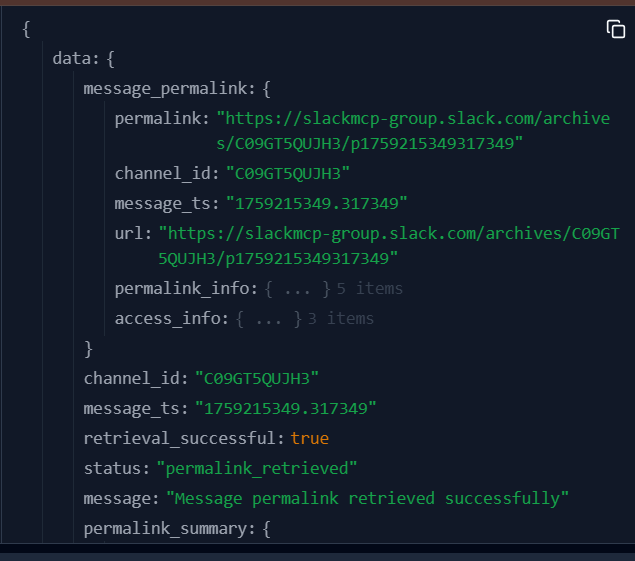 {
data: {
message_permalink: {
permalink: "https://slackmcp-group.slack.com/archive
s/C09GT5QUJH3/p1759215349317349"
channel_id: "C09GT5QUJH3"
message_ts: "1759215349.317349"
url: "https://slackmcp-group.slack.com/archives/C09GT
5QUJH3/p1759215349317349"
permalink_info: { ... } 5 items
access_info: { ... } 3 items
}
channel_id: "C09GT5QUJH3"
message_ts: "1759215349.317349"
retrieval_successful: true
status: "permalink_retrieved"
message: "Message permalink retrieved successfully"
permalink_summary: {